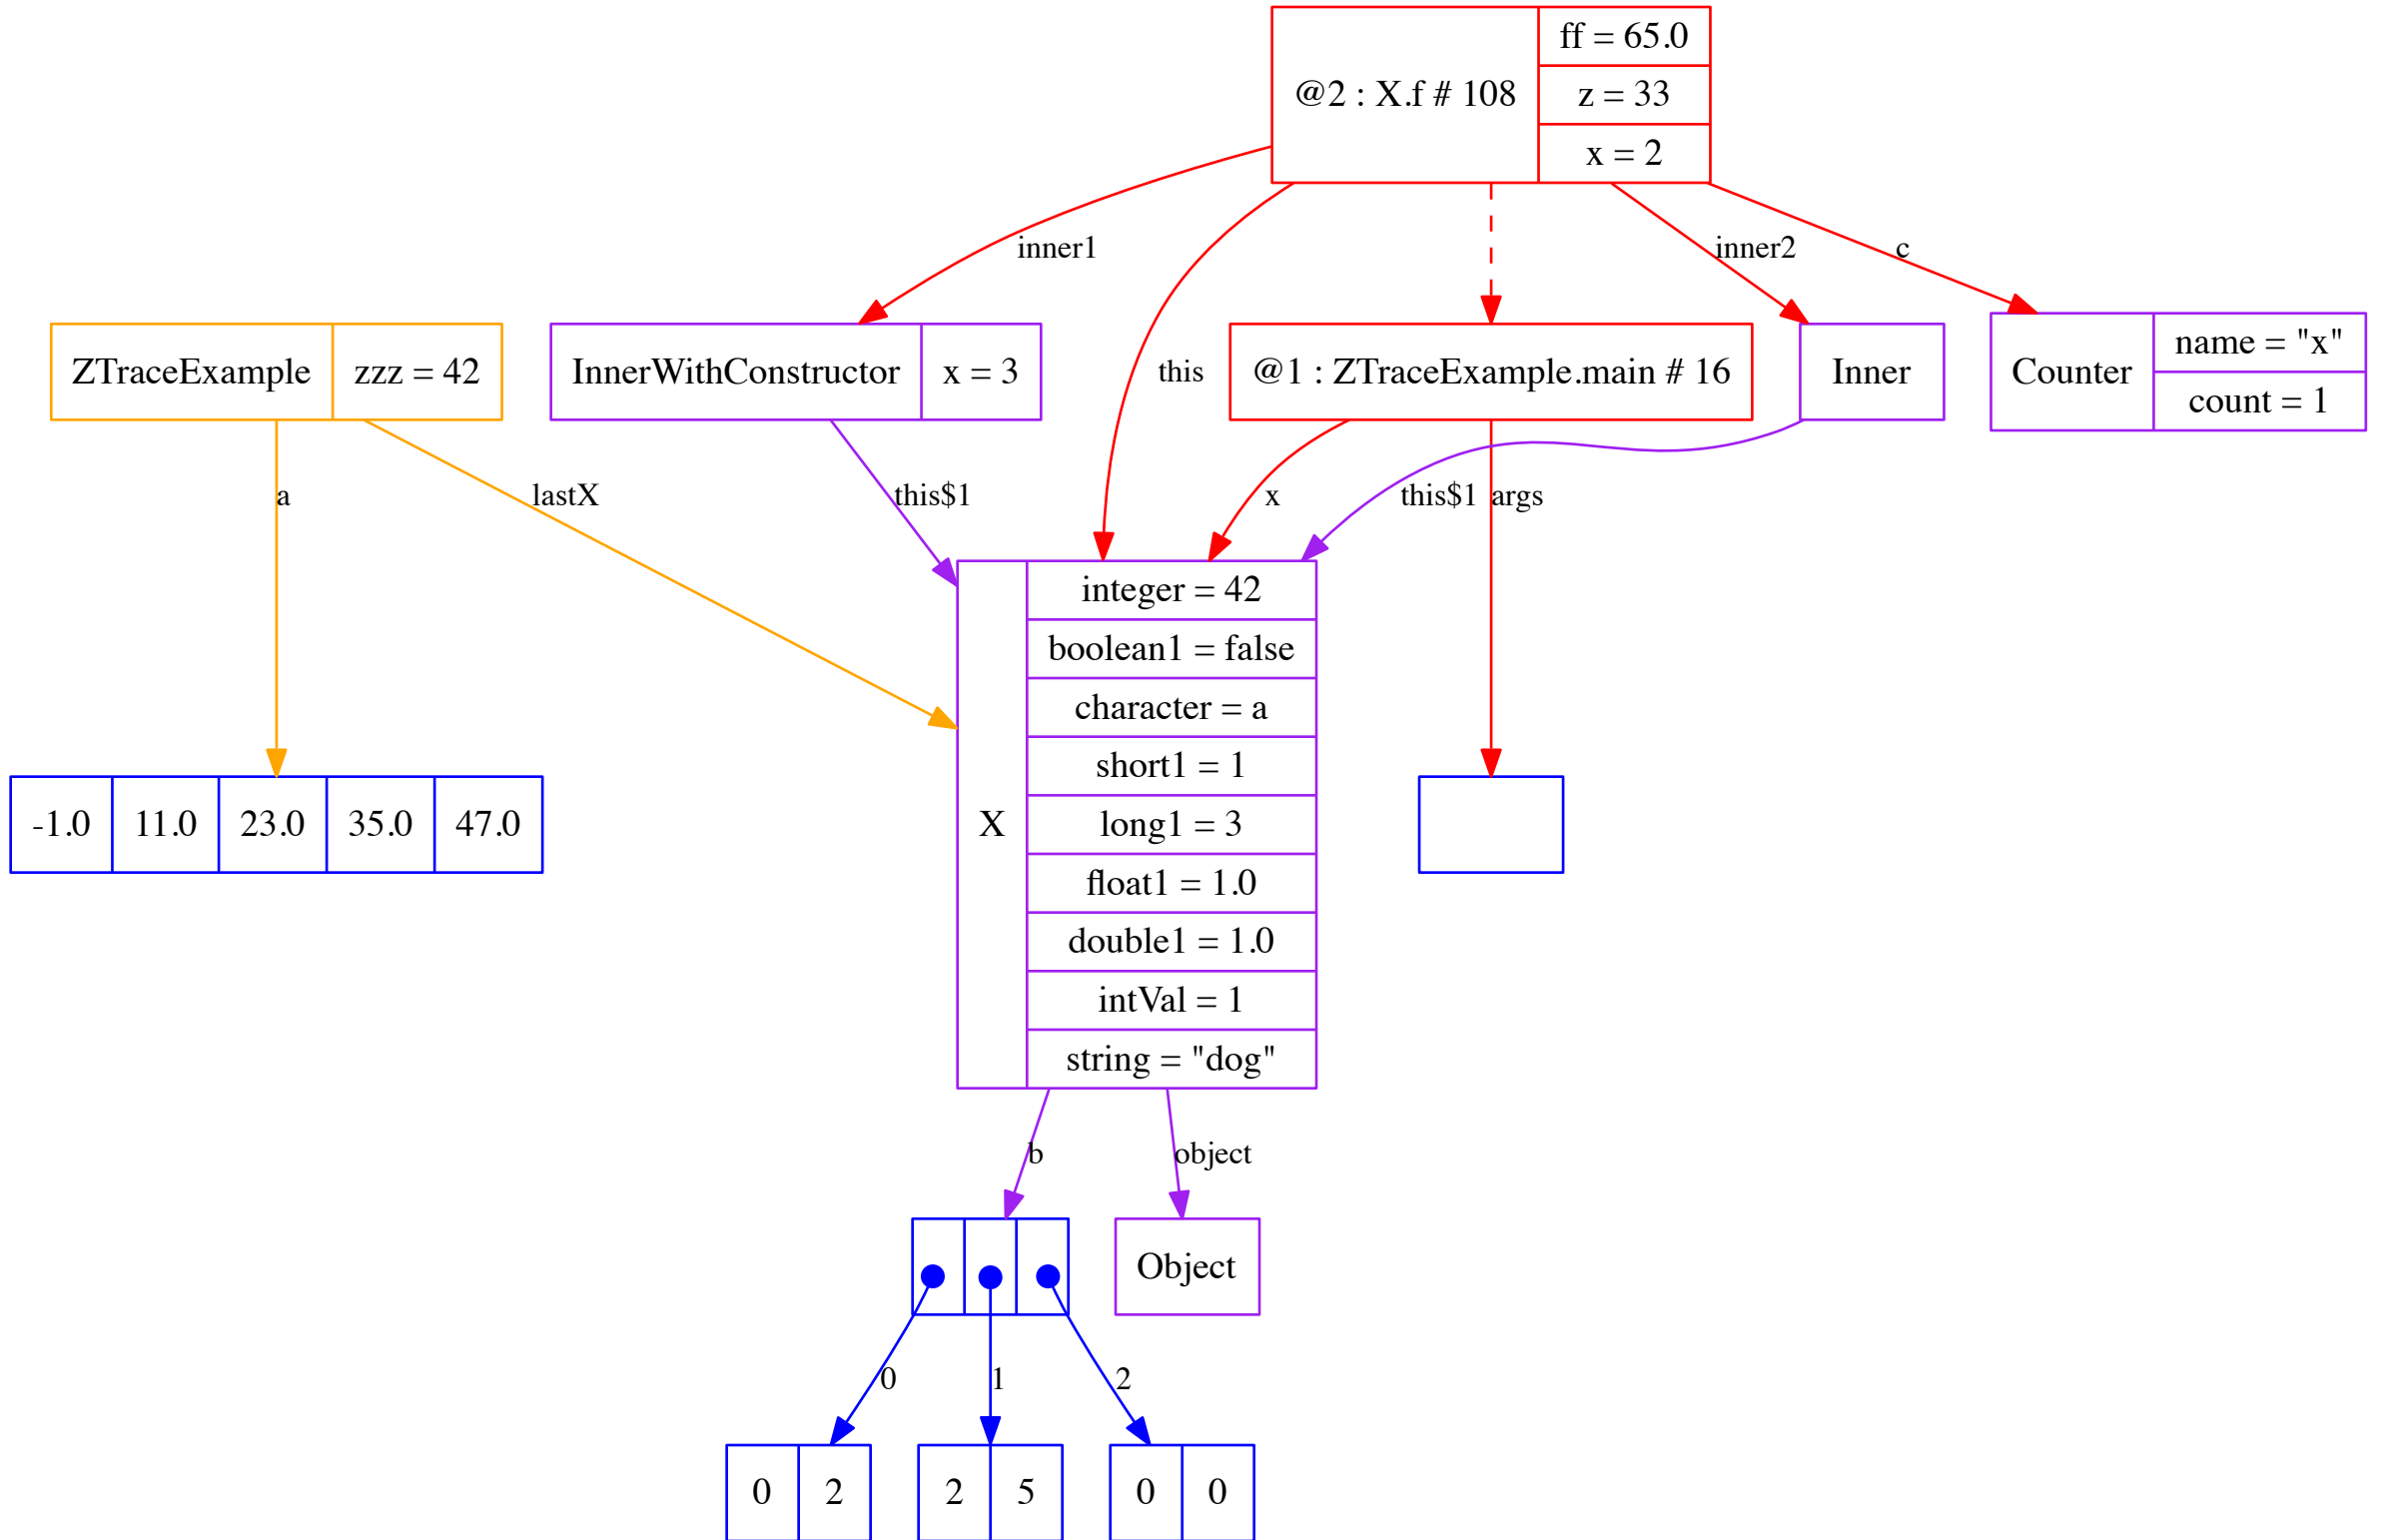 @2 : X.f # 108
ff = 65.0
z = 33
x = 2
inner1
inner2
c
this
ZTraceExample
zzz = 42
InnerWithConstructor
x = 3
@1 : ZTraceExample.main # 16
Inner
Counter
name = "x"
count = 1
a
lastX
this$1
x
this$1
args
X
integer = 42
boolean1 = false
character = a
short1 = 1
long1 = 3
float1 = 1.0
double1 = 1.0
intVal = 1
string = "dog"
-1.0
11.0
23.0
35.0
47.0
b
object
Object
0
1
2
0
2
2
5
0
0